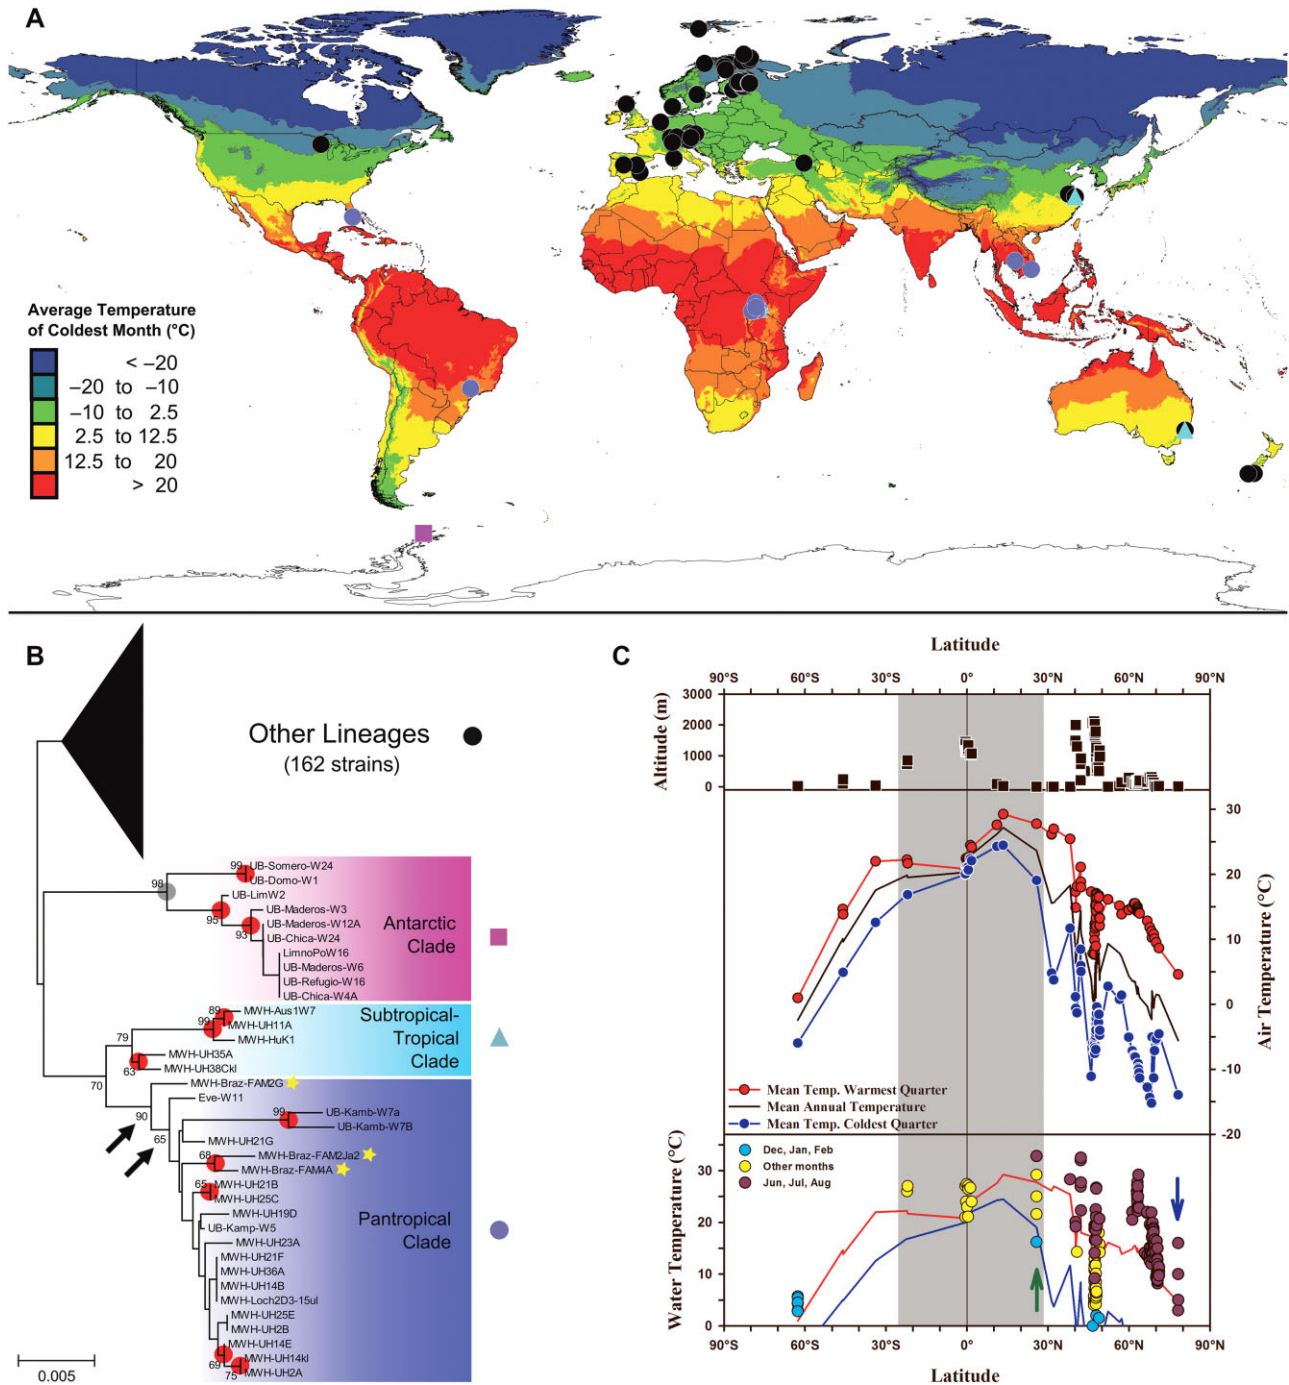 A
Average Temperature
of Coldest Month (°C)
< –20
–20 to –10
–10 to 2.5
2.5 to 12.5
12.5 to 20
> 20
B
Other Lineages
(162 strains)
99
UB-Somero-W24
UB-Domo-W1
98
UB-LimW2
95
UB-Maderos-W3
93
UB-Maderos-W12A
UB-Chica-W24
LimnoPoW16
UB-Maderos-W6
UB-Refugio-W16
UB-Chica-W4A
Antarctic
Clade
89
MWH-Aus1W7
99
MWH-UH11A
MWH-HuK1
79
MWH-UH35A
63
MWH-UH38Ckl
Subtropical-
Tropical
Clade
70
MWH-Braz-FAM2G
90
Eve-W11
99
UB-Kamb-W7a
UB-Kamb-W7B
65
MWH-UH21G
68
MWH-Braz-FAM2Ja2
MWH-Braz-FAM4A
65
MWH-UH21B
MWH-UH25C
MWH-UH19D
UB-Kamp-W5
MWH-UH23A
MWH-UH21F
MWH-UH36A
MWH-UH14B
MWH-Loch2D3-15ul
MWH-UH25E
MWH-UH2B
MWH-UH14E
69
MWH-UH14kl
75
MWH-UH2A
Pantropical
Clade
0.005
C
Latitude
90°S 60°S 30°S 0° 30°N 60°N 90°N
Altitude (m)
3000
2000
1000
0
Air Temperature (°C)
30
20
10
0
-10
-20
Mean Temp. Warmest Quarter
Mean Annual Temperature
Mean Temp. Coldest Quarter
Water Temperature (°C)
30
20
10
0
Dec, Jan, Feb
Other months
Jun, Jul, Aug
90°S 60°S 30°S 0° 30°N 60°N 90°N
Latitude